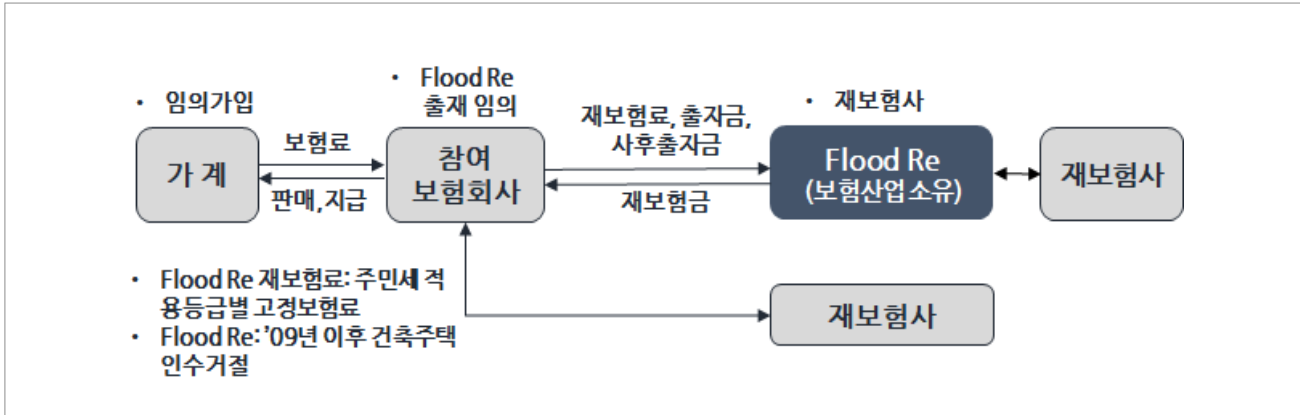 • 임의가입
• Flood Re
출재 임의
• 재보험사
가 계
보험료
판매,지급
참여
보험회사
재보험료, 출자금,
사후출자금
재보험금
Flood Re
(보험산업 소유)
재보험사
• Flood Re 재보험료: 주민세 적
용등급별 고정보험료
• Flood Re: ’09년 이후 건축주택
인수거절
재보험사